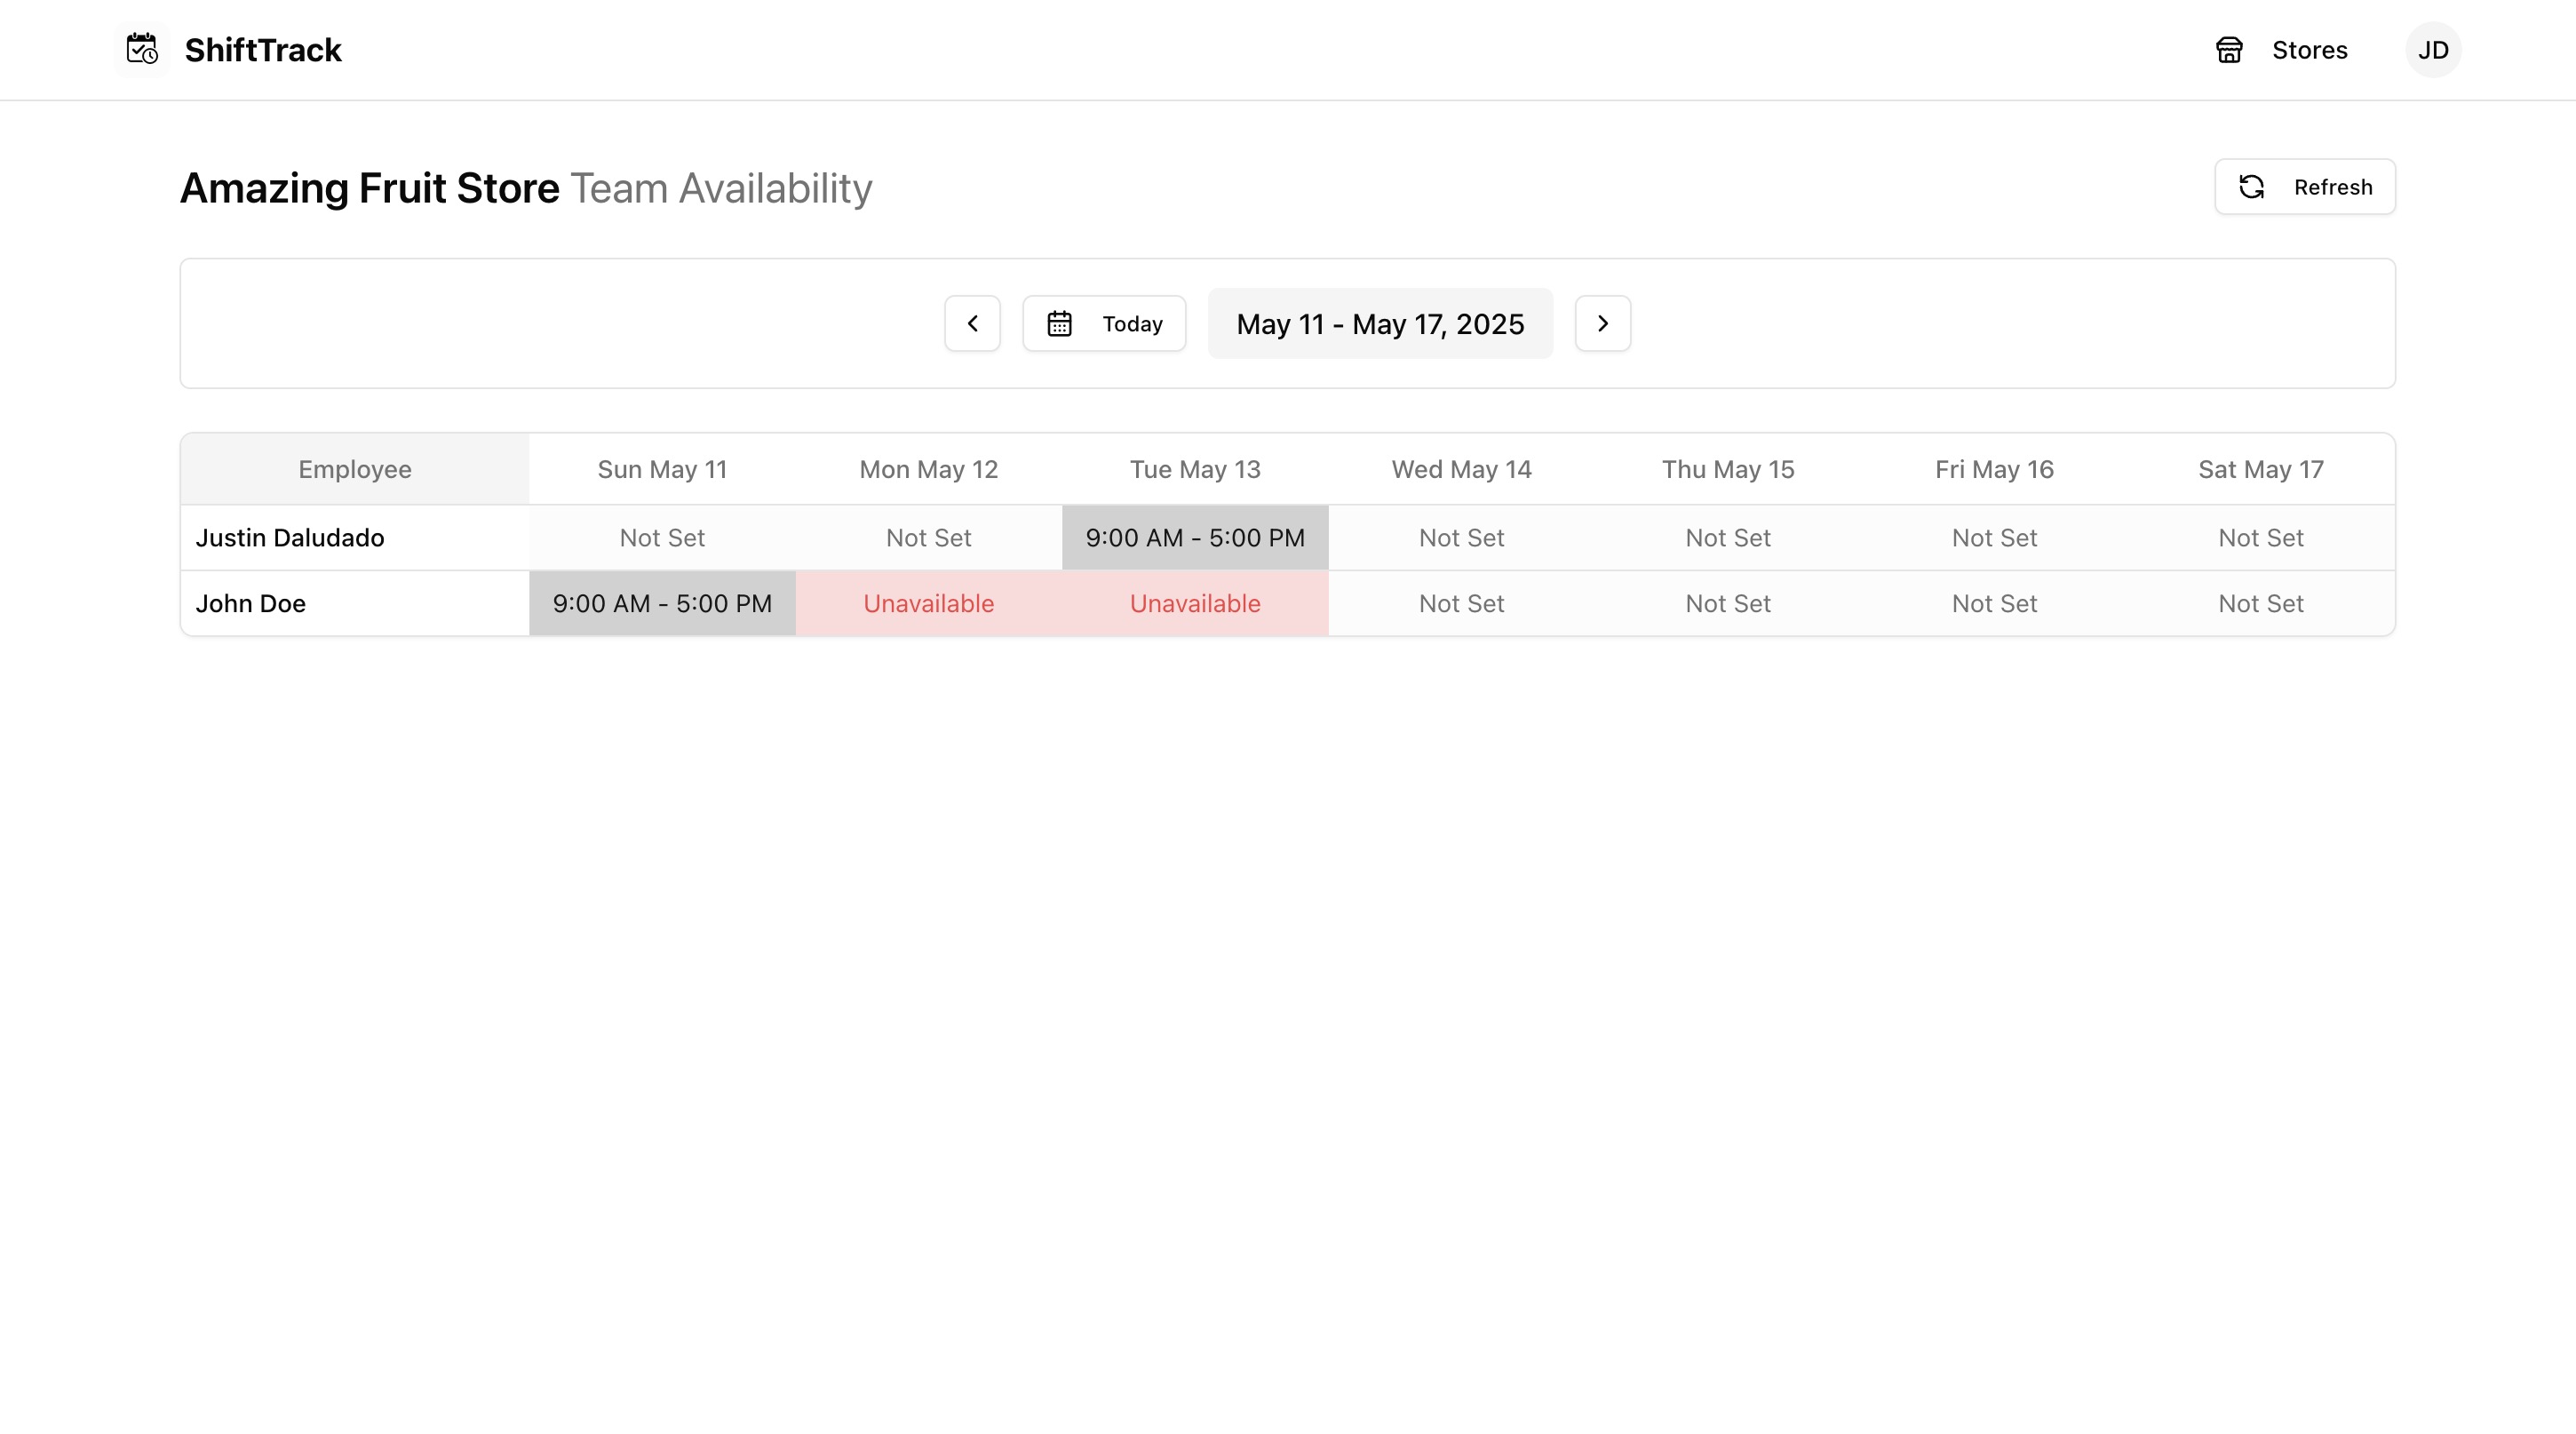 ShiftTrack
Stores
JD
Amazing Fruit Store Team Availability
Refresh
Today
May 11 - May 17, 2025
Employee Sun May 11 Mon May 12 Tue May 13 Wed May 14 Thu May 15 Fri May 16 Sat May 17
Justin Daludado Not Set Not Set 9:00 AM - 5:00 PM Not Set Not Set Not Set Not Set
John Doe 9:00 AM - 5:00 PM Unavailable Unavailable Not Set Not Set Not Set Not Set